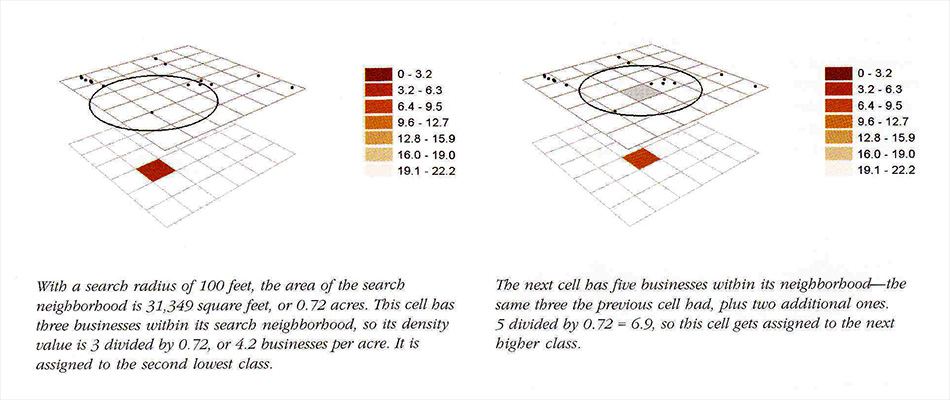 0 - 3.2
3.2 - 6.3
6.4 - 9.5
9.6 - 12.7
12.8 - 15.9
16.0 - 19.0
19.1 - 22.2
0 - 3.2
3.2 - 6.3
6.4 - 9.5
9.6 - 12.7
12.8 - 15.9
16.0 - 19.0
19.1 - 22.2
With a search radius of 100 feet, the area of the search
neighborhood is 31,349 square feet, or 0.72 acres. This cell has
three businesses within its search neighborhood, so its density
value is 3 divided by 0.72, or 4.2 businesses per acre. It is
assigned to the second lowest class.
The next cell has five businesses within its neighborhood—the
same three the previous cell had, plus two additional ones.
5 divided by 0.72 = 6.9, so this cell gets assigned to the next
higher class.